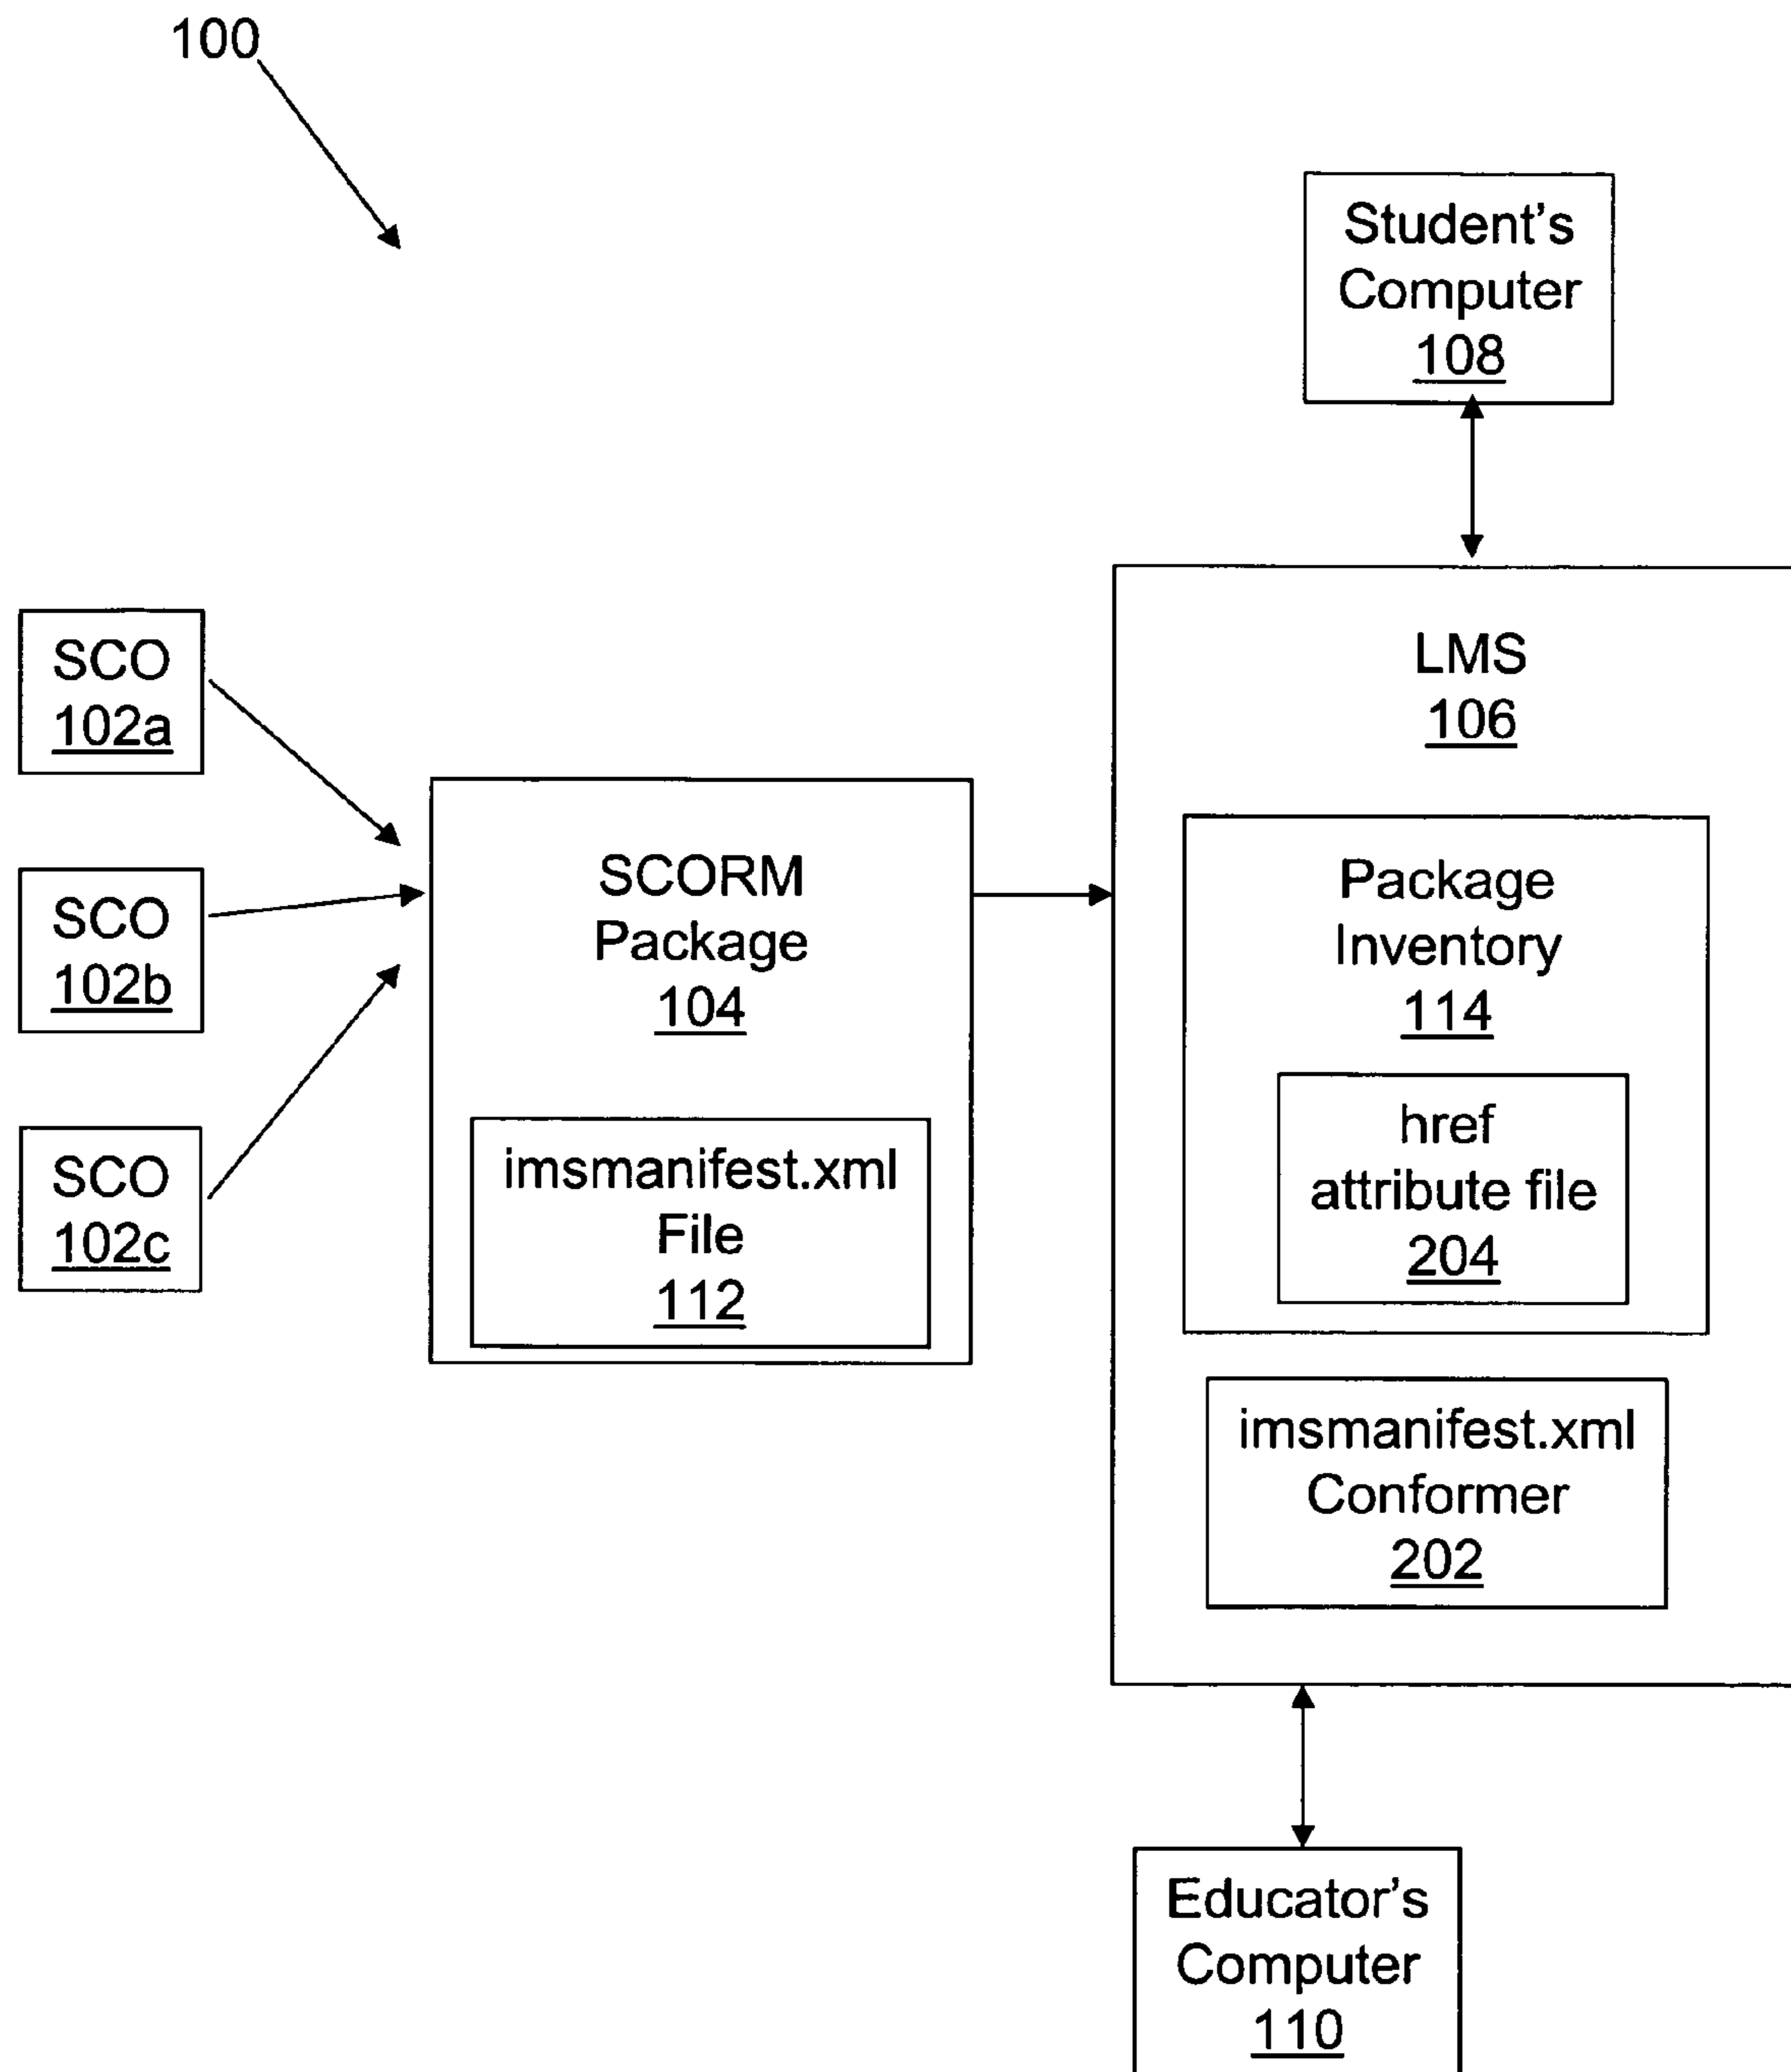 100
Student's
Computer
108
SCO
102a
SCO
102b
SCO
102c
SCORM
Package
104
imsmanifest.xml
File
112
LMS
106
Package
Inventory
114
href
attribute file
204
imsmanifest.xml
Conformer
202
Educator's
Computer
110